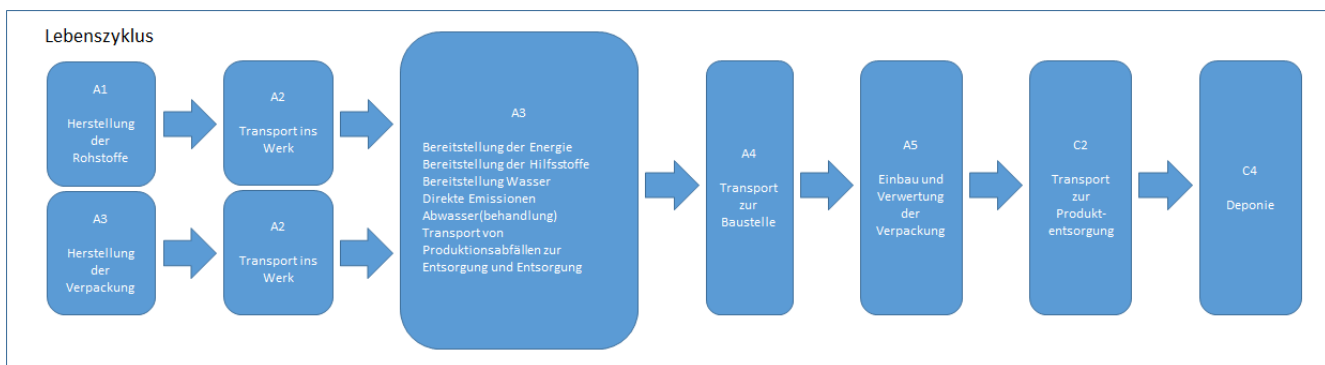 Lebenszyklus
A1
Herstellung
der
Rohstoffe
A2
Transport ins
Werk
A3
Herstellung
der
Verpackung
A2
Transport ins
Werk
A3
Bereitstellung der Energie
Bereitstellung der Hilfsstoffe
Bereitstellung Wasser
Direkte Emissionen
Abwasser(behandlung)
Transport von
Produktionsabfällen zur
Entsorgung und Entsorgung
A4
Transport
zur
Baustelle
A5
Einbau und
Verwertung
der
Verpackung
C2
Transport
zur
Produkt-
entsorgung
C4
Deponie